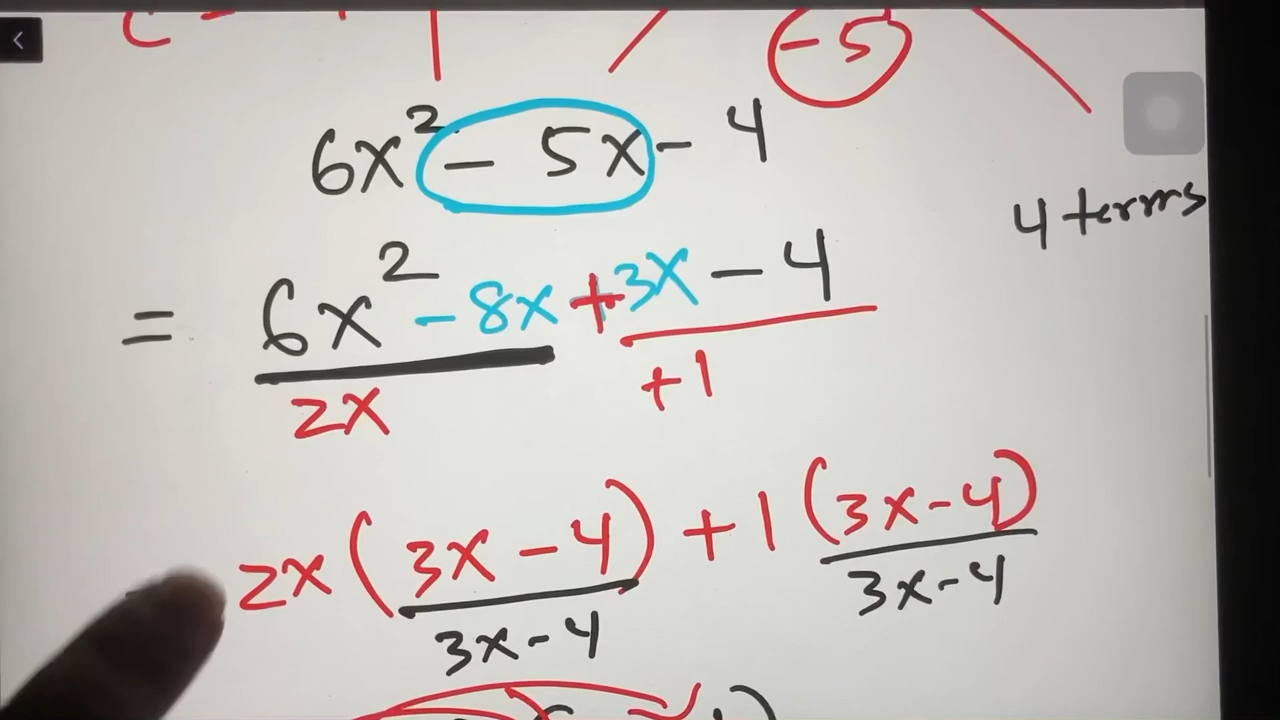 -5
6x² - 5x - 4
4 terms
= 6x² - 8x + 3x - 4
2x +1
2x (3x - 4) + 1 (3x - 4)
3x - 4 3x - 4